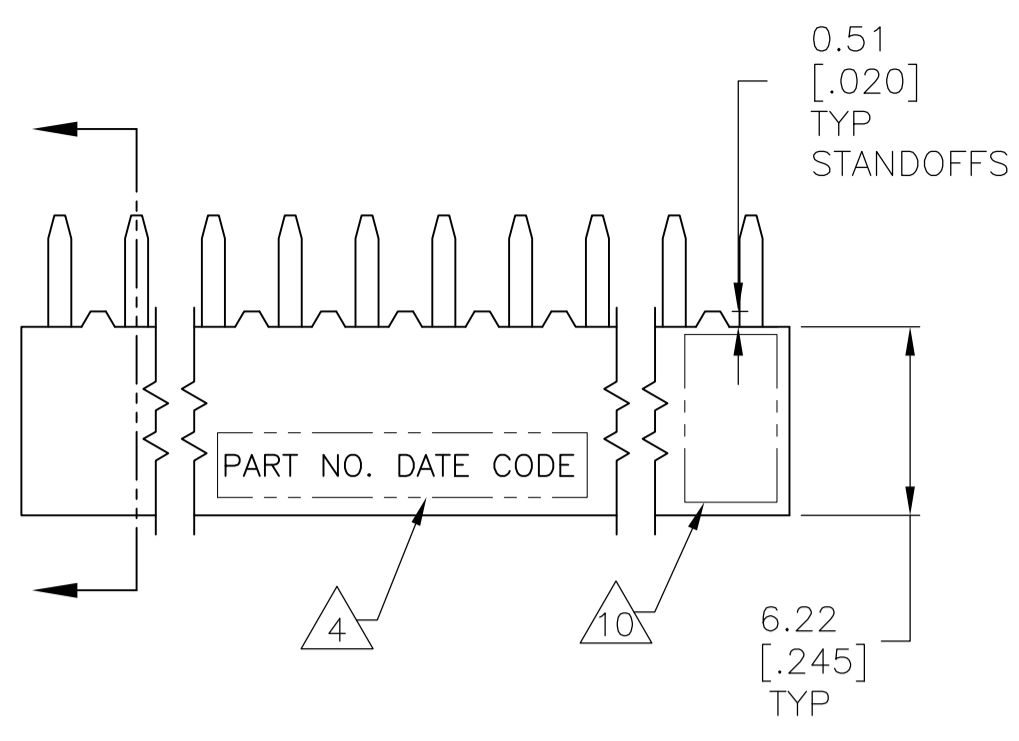 0.51
[.020]
TYP
STANDOFFS
PART NO. DATE CODE
4
10
6.22
[.245]
TYP